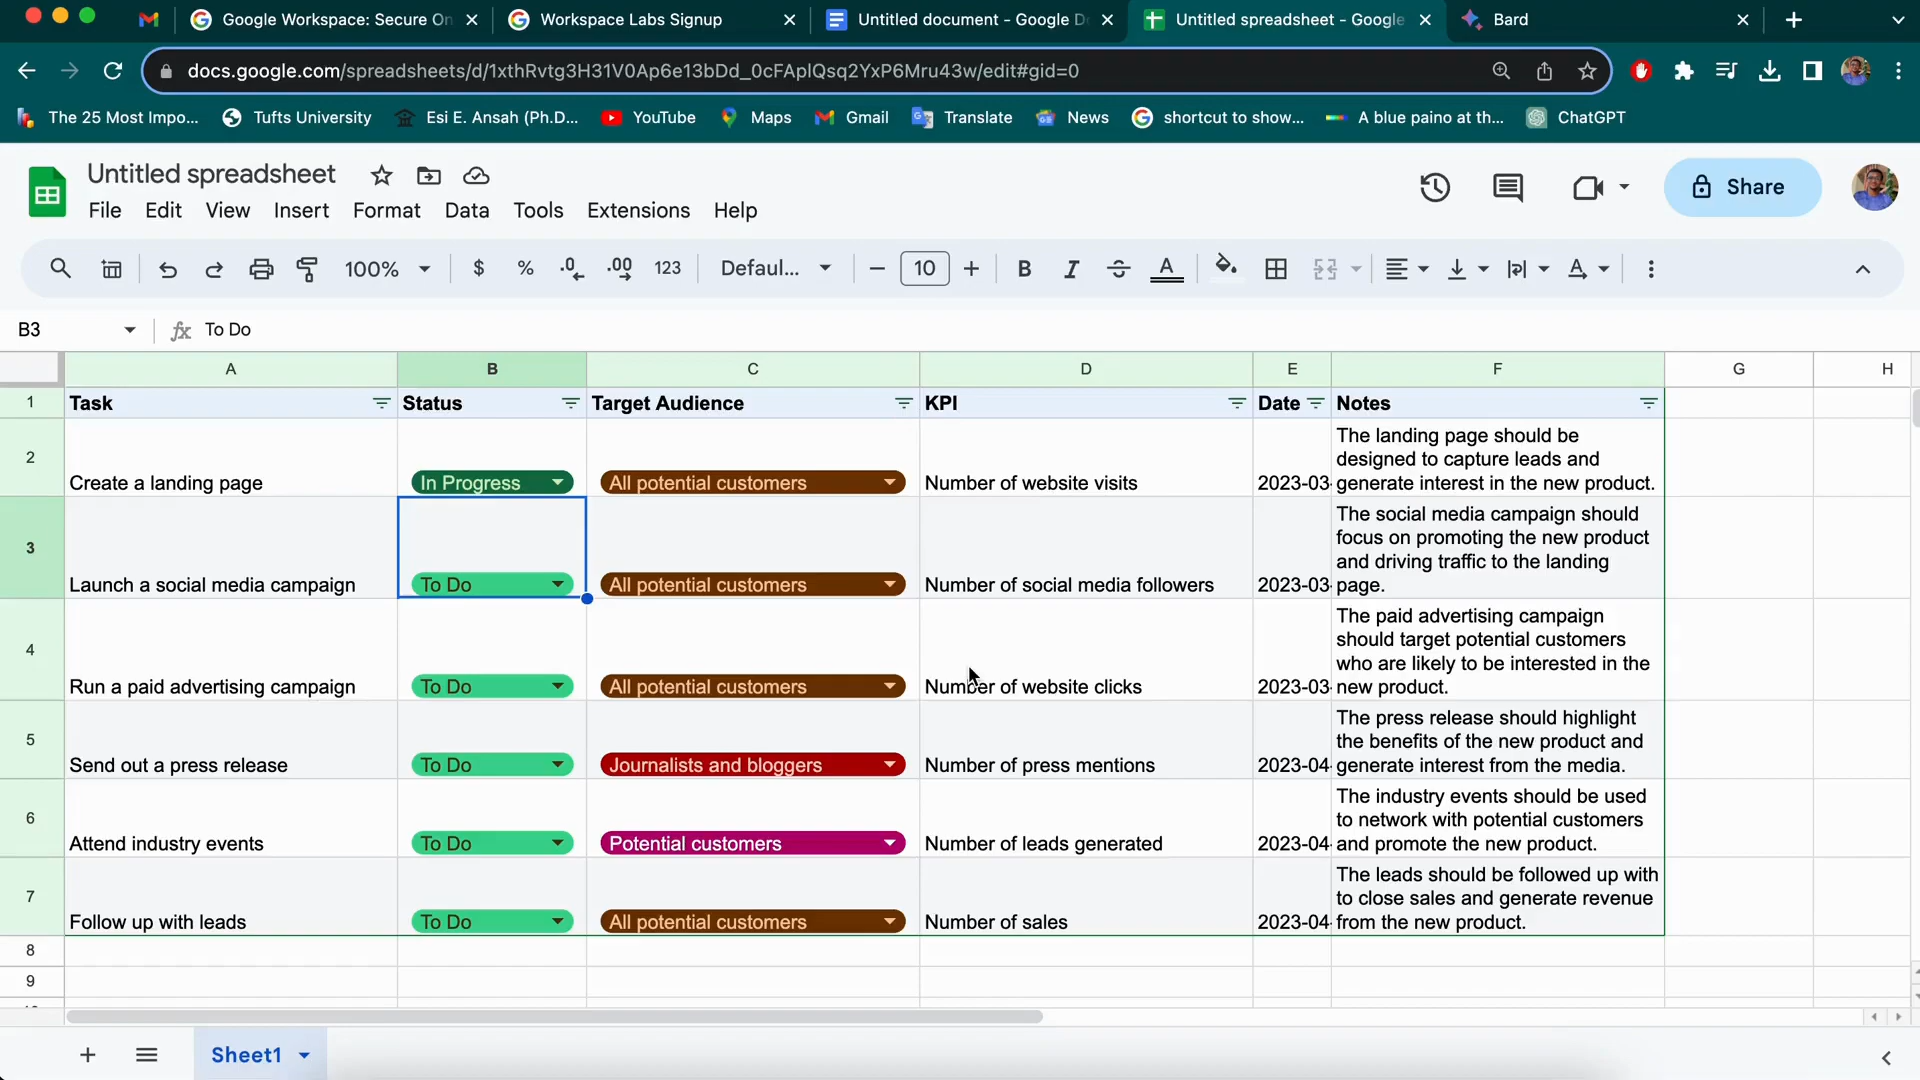 Google Workspace: Secure On
Workspace Labs Signup
Untitled document - Google D
Untitled spreadsheet - Google
Bard
docs.google.com/spreadsheets/d/1xthRvtg3H31V0Ap6e13bDd_0cFAplQsq2YxP6Mru43w/edit#gid=0
The 25 Most Impo...
Tufts University
Esi E. Ansah (Ph.D...
YouTube
Maps
Gmail
Translate
News
shortcut to show...
A blue paino at th...
ChatGPT
Untitled spreadsheet
Share
File Edit View Insert Format Data Tools Extensions Help
100% $ % .0 .00 123 Defaul... 10 B I S A
B3 fx To Do
A B C D E F G H
1 Task Status Target Audience KPI Date Notes
2 Create a landing page In Progress All potential customers Number of website visits 2023-03-
The landing page should be
designed to capture leads and
generate interest in the new product.
3 Launch a social media campaign To Do All potential customers Number of social media followers 2023-03-
The social media campaign should
focus on promoting the new product
and driving traffic to the landing
page.
4 Run a paid advertising campaign To Do All potential customers Number of website clicks 2023-03-
The paid advertising campaign
should target potential customers
who are likely to be interested in the
new product.
5 Send out a press release To Do Journalists and bloggers Number of press mentions 2023-04-
The press release should highlight
the benefits of the new product and
generate interest from the media.
6 Attend industry events To Do Potential customers Number of leads generated 2023-04-
The industry events should be used
to network with potential customers
and promote the new product.
7 Follow up with leads To Do All potential customers Number of sales 2023-04-
The leads should be followed up with
to close sales and generate revenue
from the new product.
8
9
Sheet1